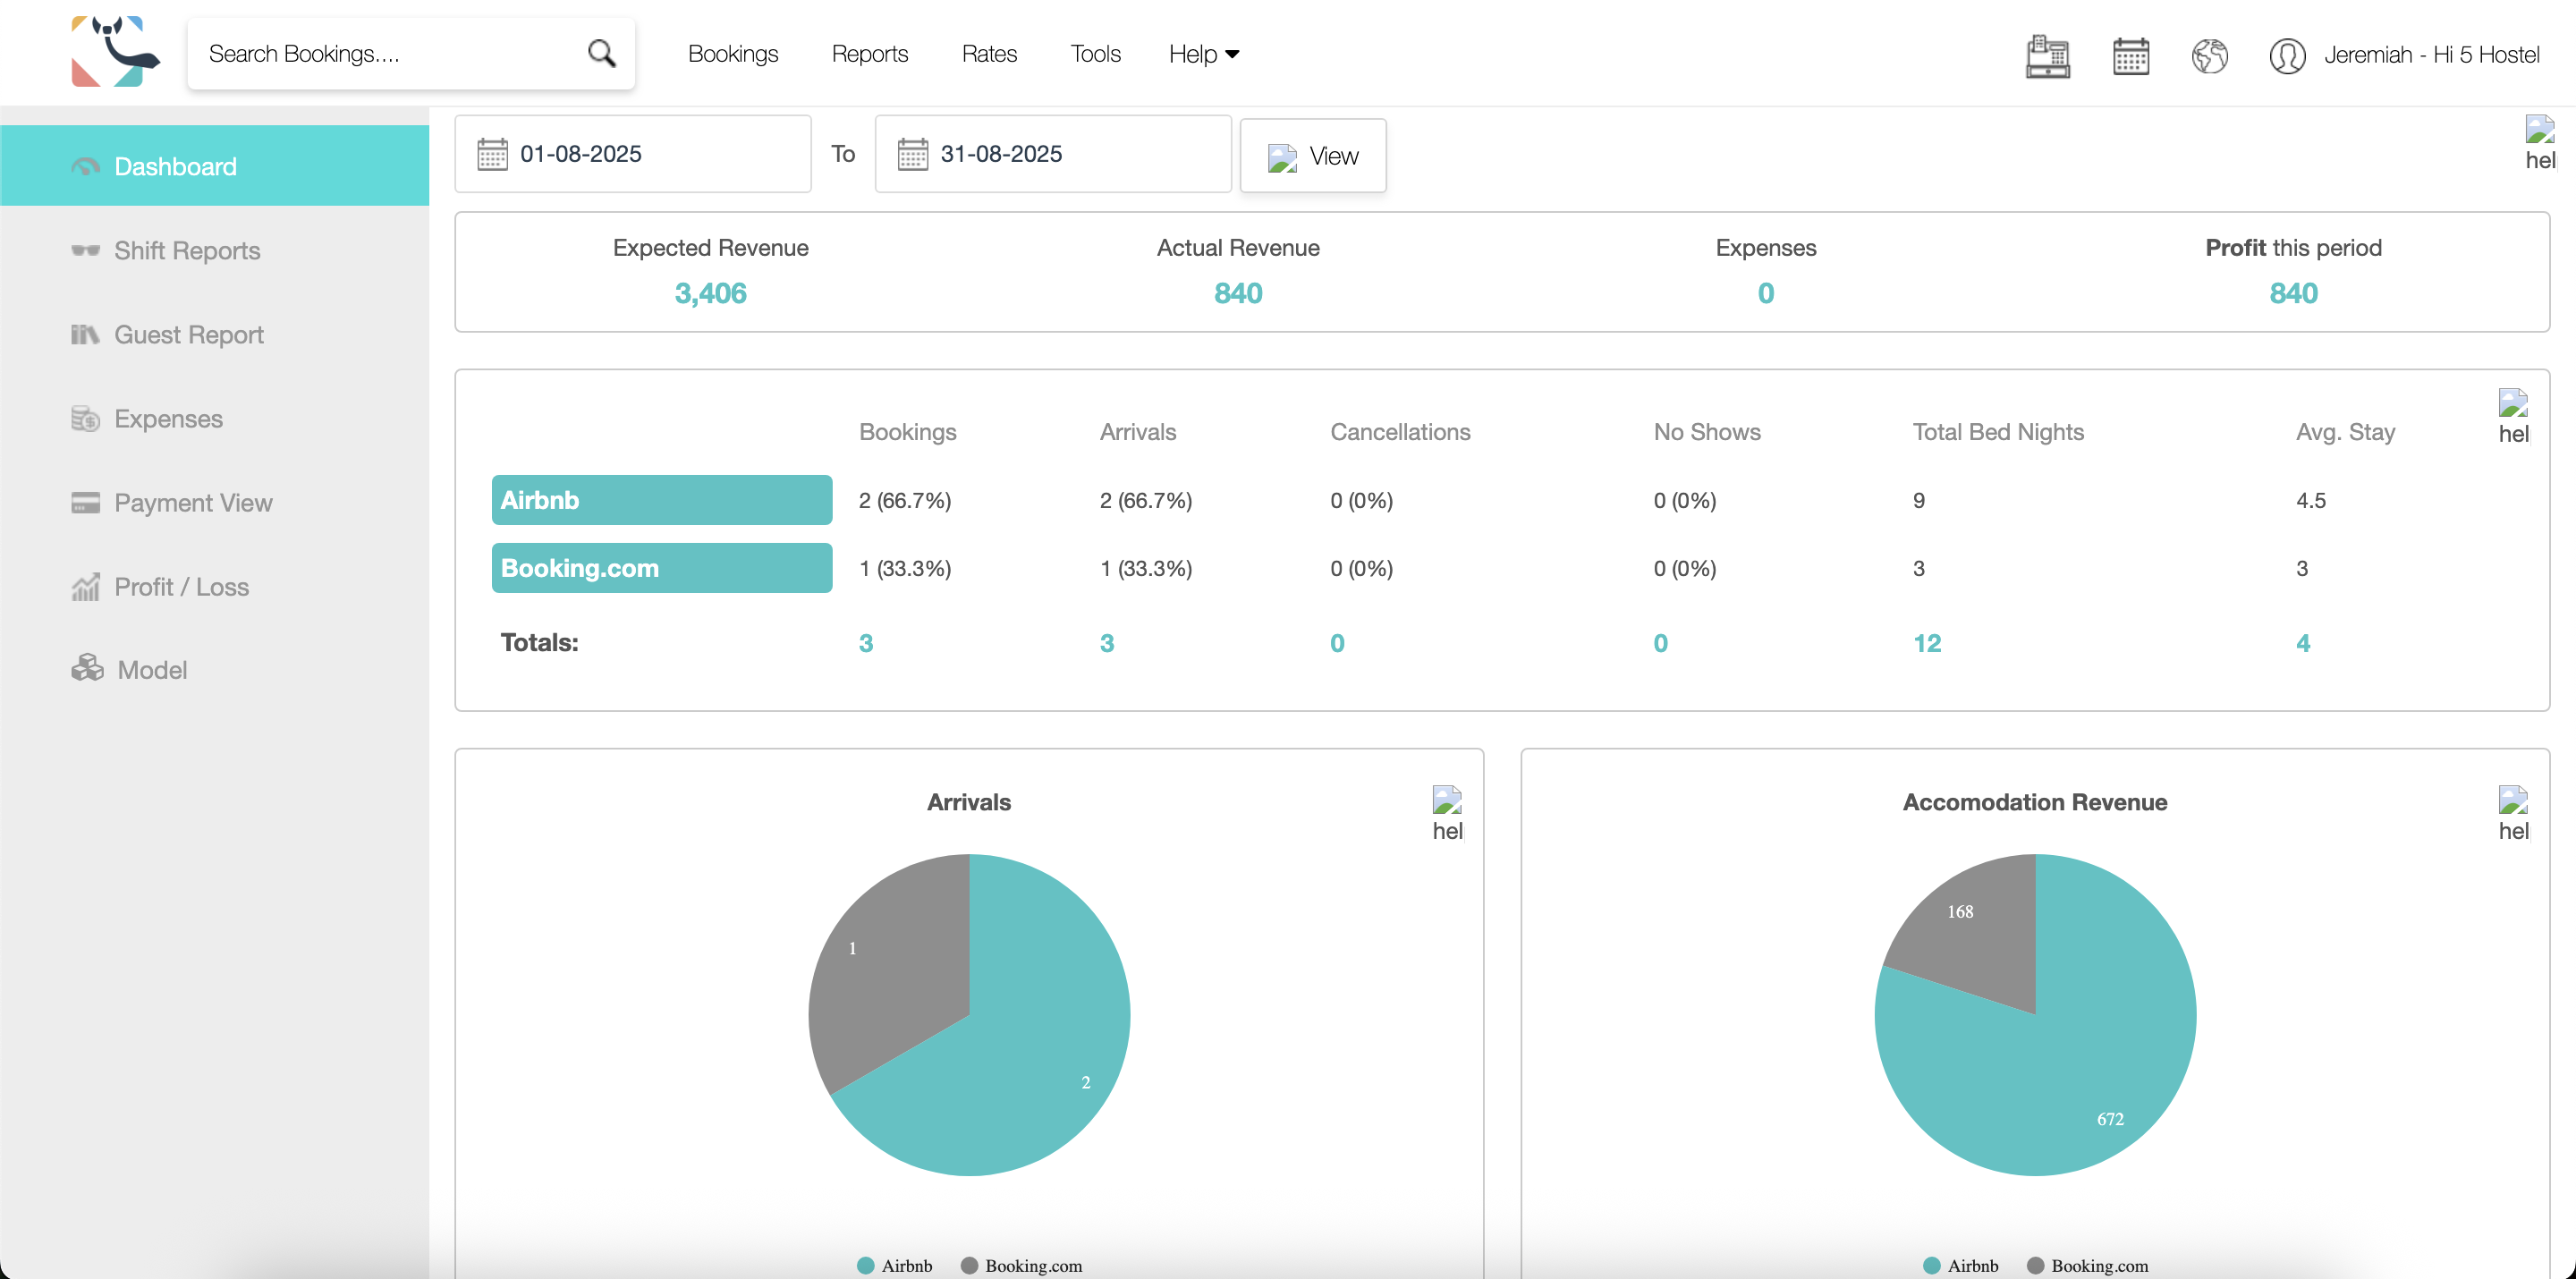 Search Bookings....
Bookings
Reports
Rates
Tools
Help
Jeremiah - Hi 5 Hostel
Dashboard
Shift Reports
Guest Report
Expenses
Payment View
Profit / Loss
Model
01-08-2025
To
31-08-2025
View
hel
Expected Revenue
3,406
Actual Revenue
840
Expenses
0
Profit this period
840
hel
Bookings Arrivals Cancellations No Shows Total Bed Nights Avg. Stay
Airbnb 2 (66.7%) 2 (66.7%) 0 (0%) 0 (0%) 9 4.5
Booking.com 1 (33.3%) 1 (33.3%) 0 (0%) 0 (0%) 3 3
Totals: 3 3 0 0 12 4
Arrivals
hel
1
2
Airbnb Booking.com
Accomodation Revenue
hel
168
672
Airbnb Booking.com